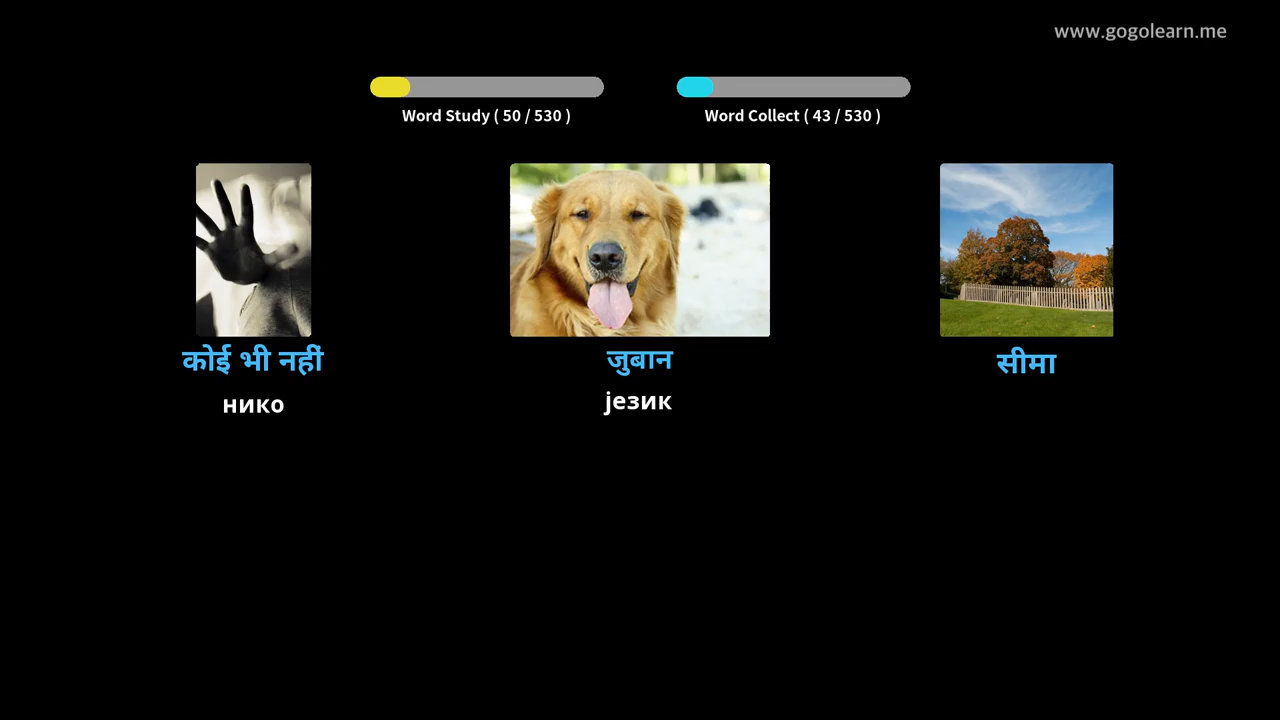 www.gogolearn.me
Word Study ( 50 / 530 )
Word Collect ( 43 / 530 )
कोई भी नहीं
нико
जुबान
језик
सीमा